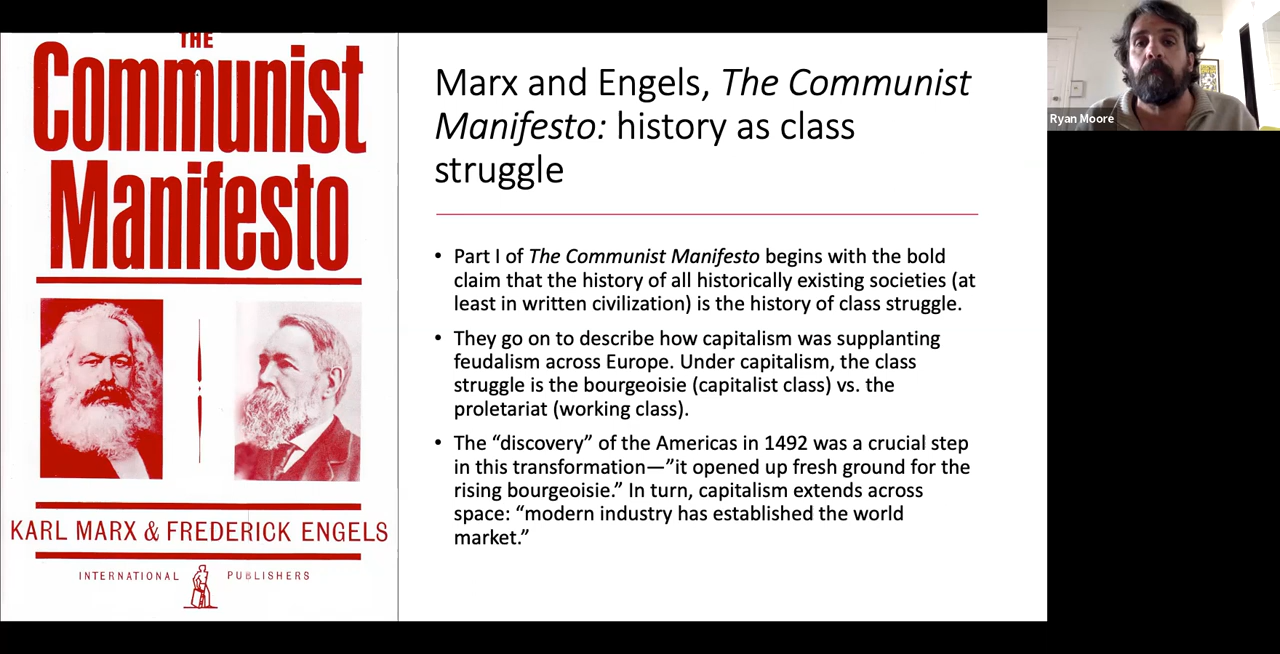 THE
Communist
Manifesto
KARL MARX & FREDERICK ENGELS
INTERNATIONAL PUBLISHERS
Marx and Engels, The Communist
Manifesto: history as class
struggle
• Part I of The Communist Manifesto begins with the bold
claim that the history of all historically existing societies (at
least in written civilization) is the history of class struggle.
• They go on to describe how capitalism was supplanting
feudalism across Europe. Under capitalism, the class
struggle is the bourgeoisie (capitalist class) vs. the
proletariat (working class).
• The “discovery” of the Americas in 1492 was a crucial step
in this transformation—”it opened up fresh ground for the
rising bourgeoisie.” In turn, capitalism extends across
space: “modern industry has established the world
market.”
Ryan Moore